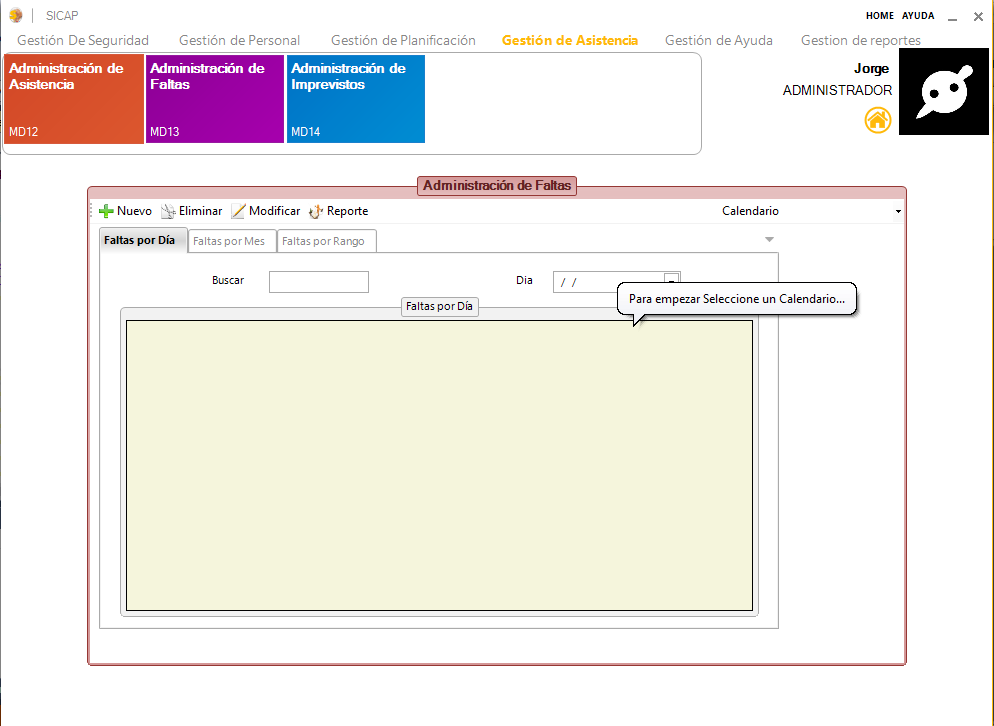 SICAP
HOME AYUDA
Gestión De Seguridad Gestión de Personal Gestión de Planificación Gestión de Asistencia Gestión de Ayuda Gestion de reportes
Administración de
Asistencia
MD12
Administración de
Faltas
MD13
Administración de
Imprevistos
MD14
Jorge
ADMINISTRADOR
Administración de Faltas
Nuevo Eliminar Modificar Reporte Calendario
Faltas por Día Faltas por Mes Faltas por Rango
Buscar Dia / /
Para empezar Seleccione un Calendario...
Faltas por Día